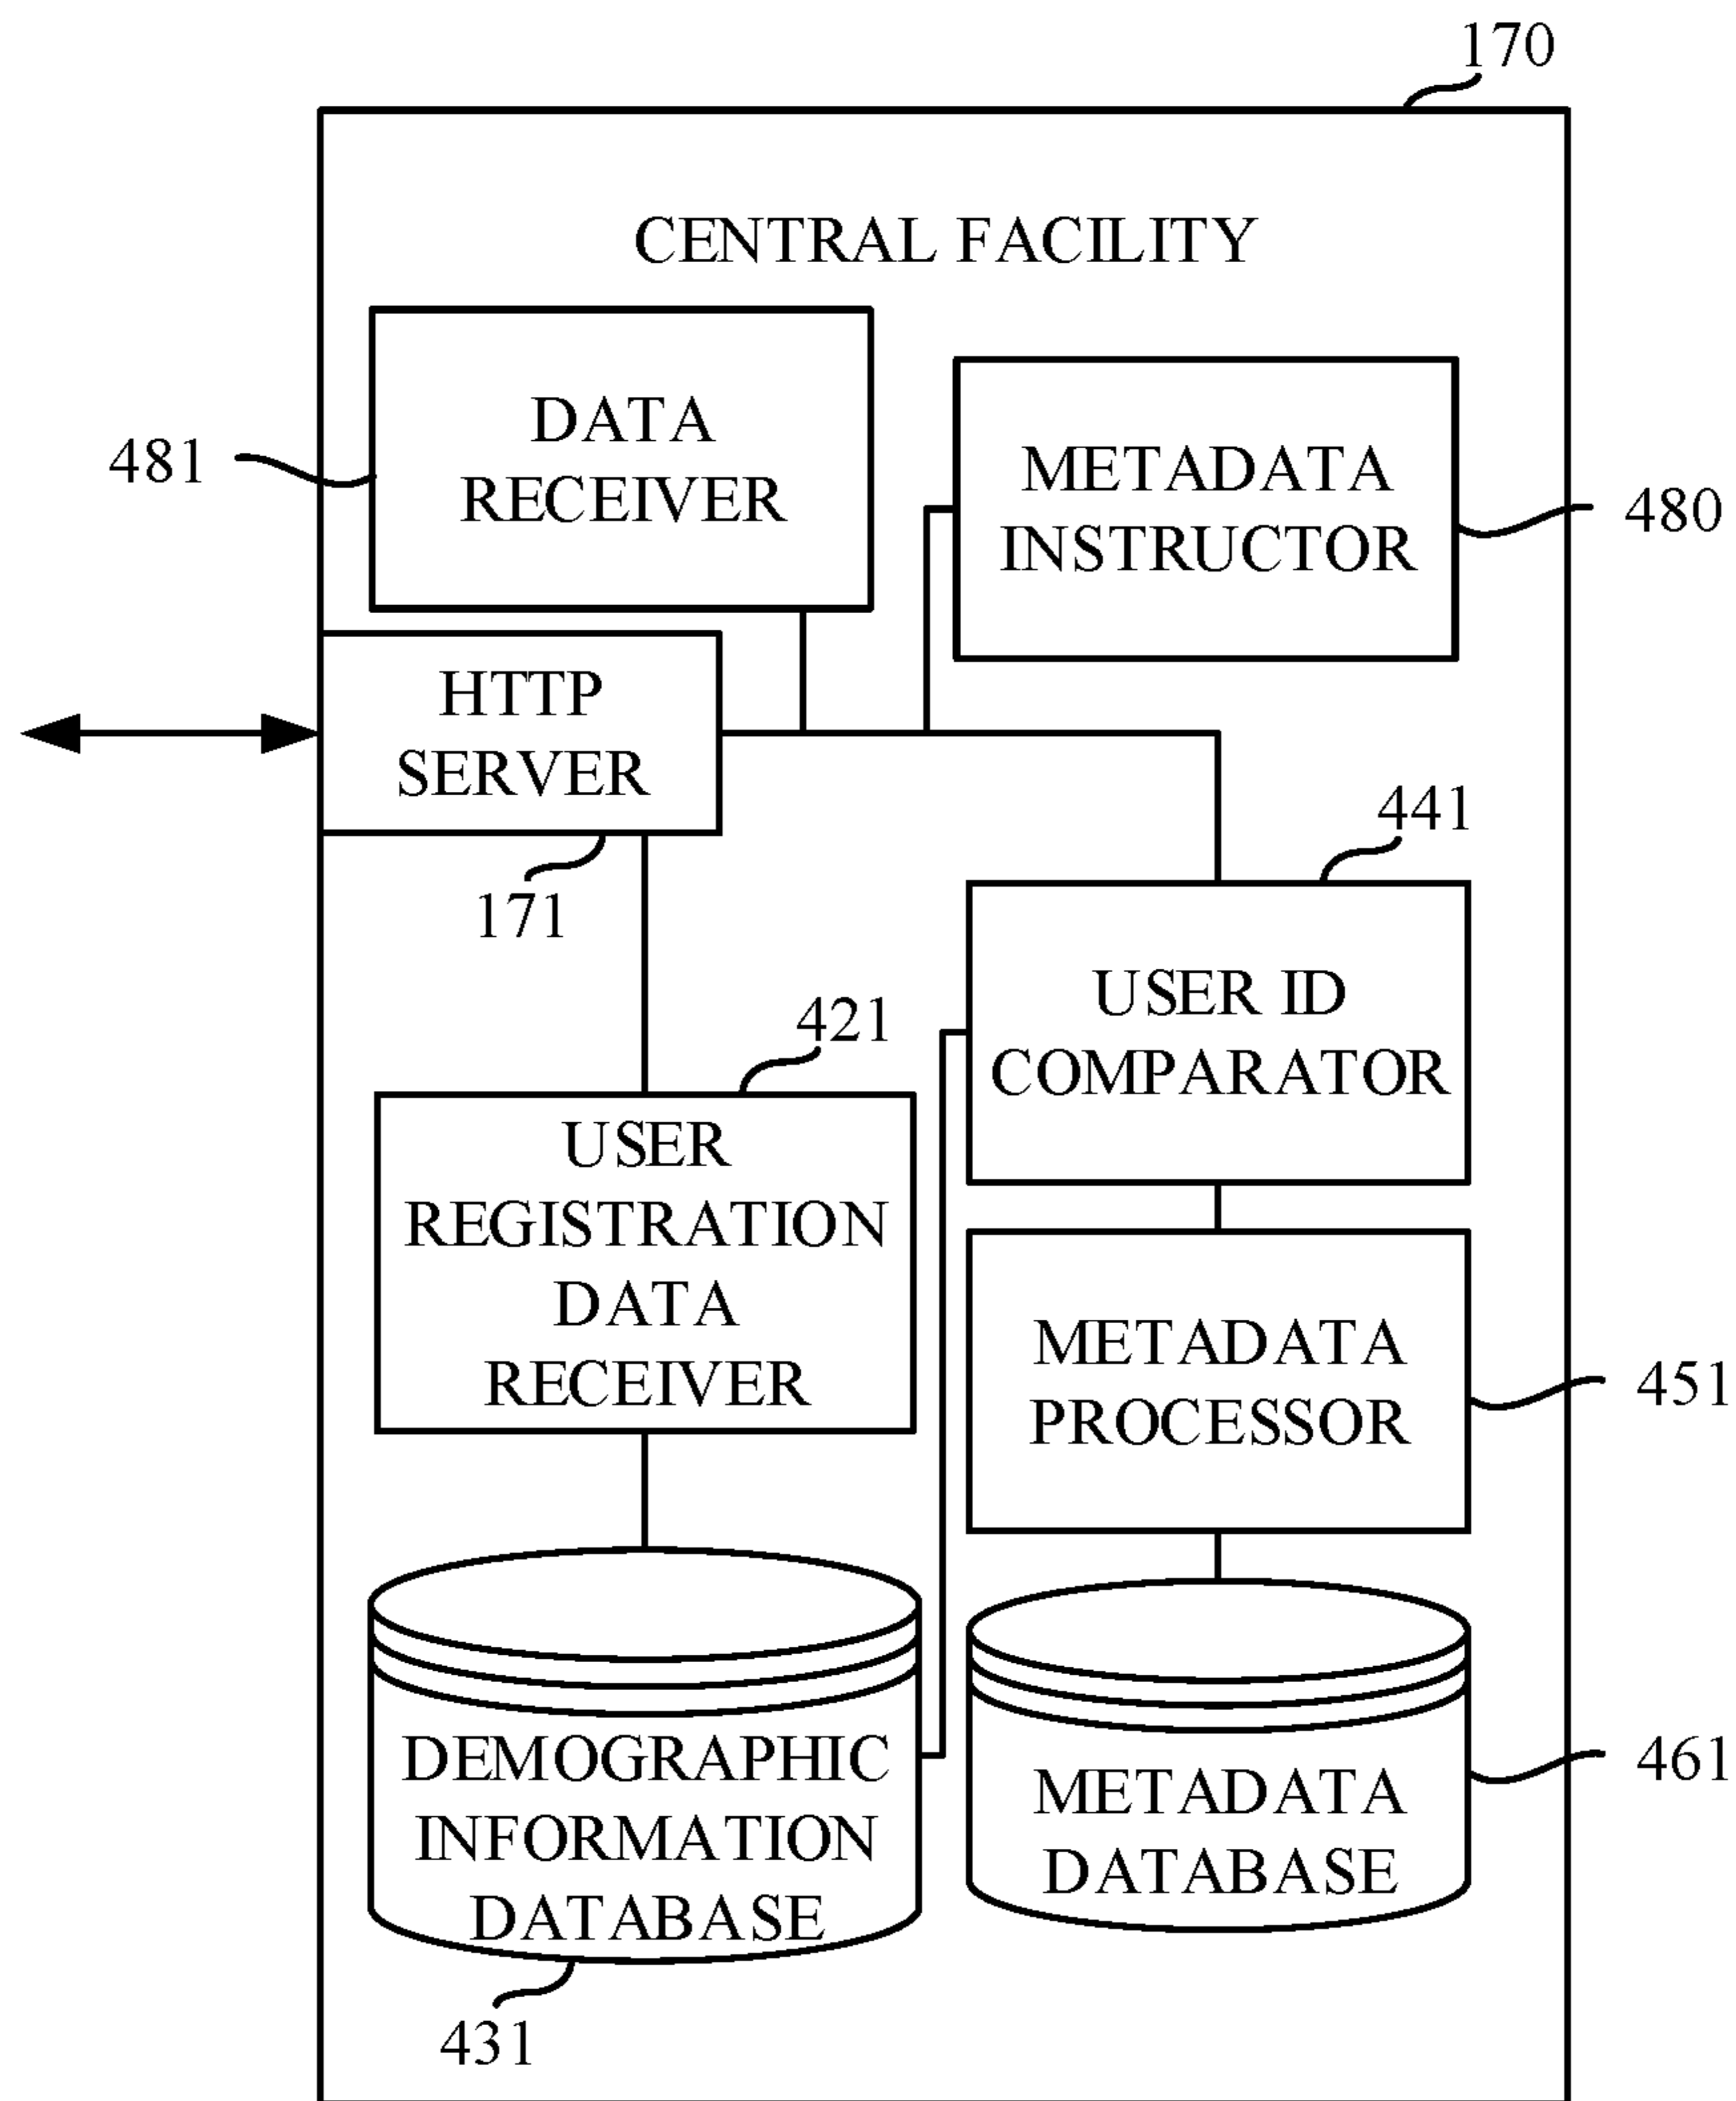 170
CENTRAL FACILITY
DATA
RECEIVER
481
METADATA
INSTRUCTOR
480
HTTP
SERVER
171
441
USER ID
COMPARATOR
421
USER
REGISTRATION
DATA
RECEIVER
METADATA
PROCESSOR
451
DEMOGRAPHIC
INFORMATION
DATABASE
431
METADATA
DATABASE
461